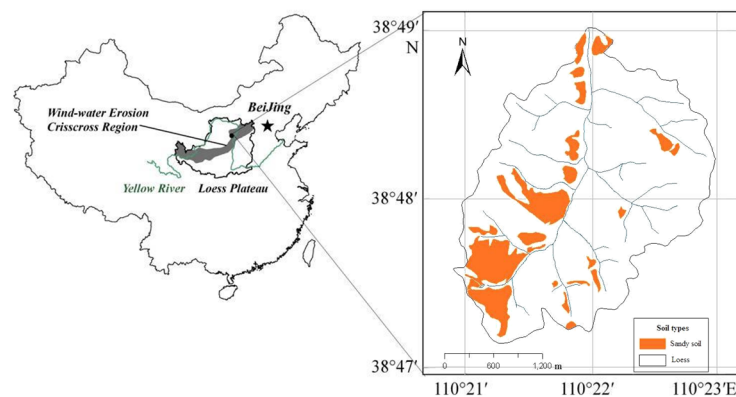 Wind-water Erosion
Crisscross Region
BeiJing
Yellow River
Loess Plateau
38°49′
N
38°48′
38°47′
N
Soil types
Sandy soil
Loess
0 600 1,200 m
110°21′ 110°22′ 110°23′E